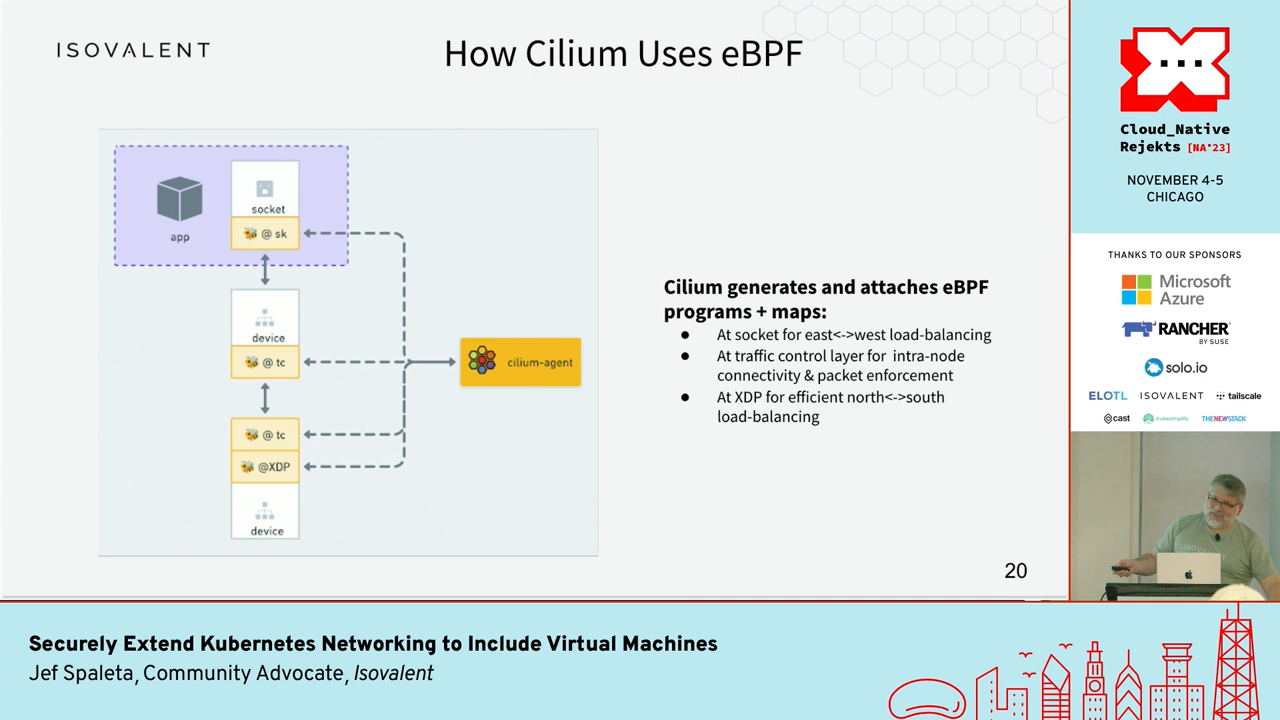 ISOVALENT
How Cilium Uses eBPF
socket
@ sk
app
device
@ tc
cilium-agent
@ tc
@XDP
device
Cilium generates and attaches eBPF
programs + maps:
● At socket for east<->west load-balancing
● At traffic control layer for intra-node
connectivity & packet enforcement
● At XDP for efficient north<->south
load-balancing
20
Cloud_Native
Rejekts [NA'23]
NOVEMBER 4-5
CHICAGO
THANKS TO OUR SPONSORS
Microsoft
Azure
RANCHER
BY SUSE
solo.io
ELOTL ISOVALENT tailscale
cast kubesimplify THENEWSTACK
ISOVALENT
Securely Extend Kubernetes Networking to Include Virtual Machines
Jef Spaleta, Community Advocate, Isovalent